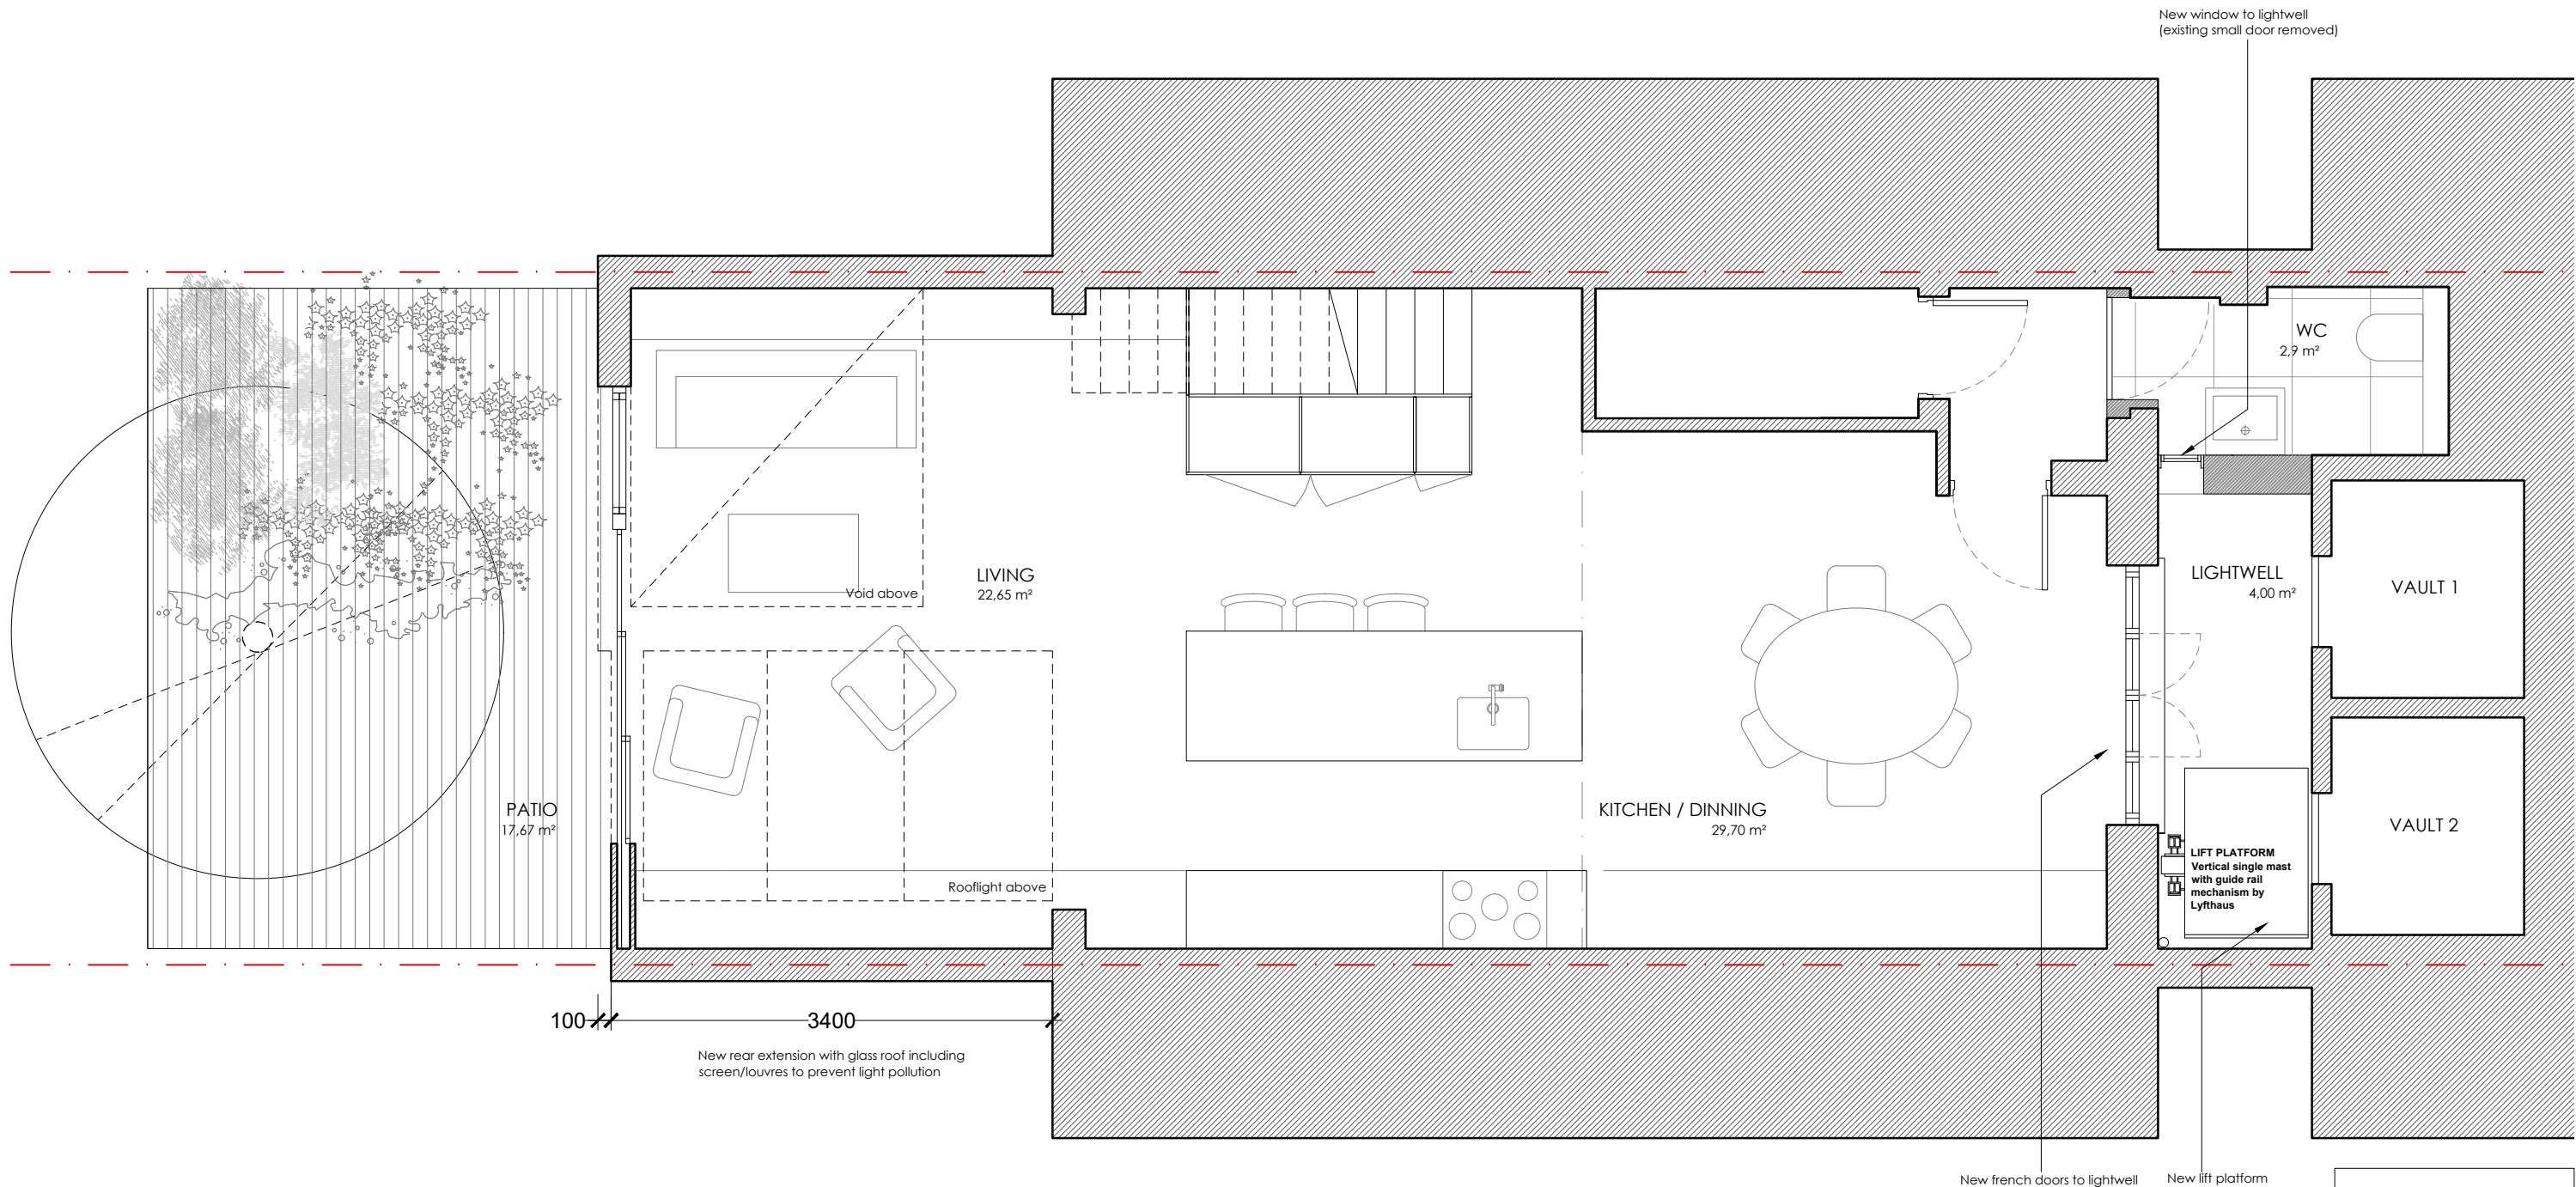 New window to lightwell
(existing small door removed)
WC
2,9 m²
LIVING
22,65 m²
Void above
LIGHTWELL
4,00 m²
VAULT 1
PATIO
17,67 m²
KITCHEN / DINNING
29,70 m²
VAULT 2
LIFT PLATFORM
Vertical single mast
with guide rail
mechanism by
Lyfthaus
Rooflight above
100
3400
New rear extension with glass roof including
screen/louvres to prevent light pollution
New french doors to lightwell
New lift platform